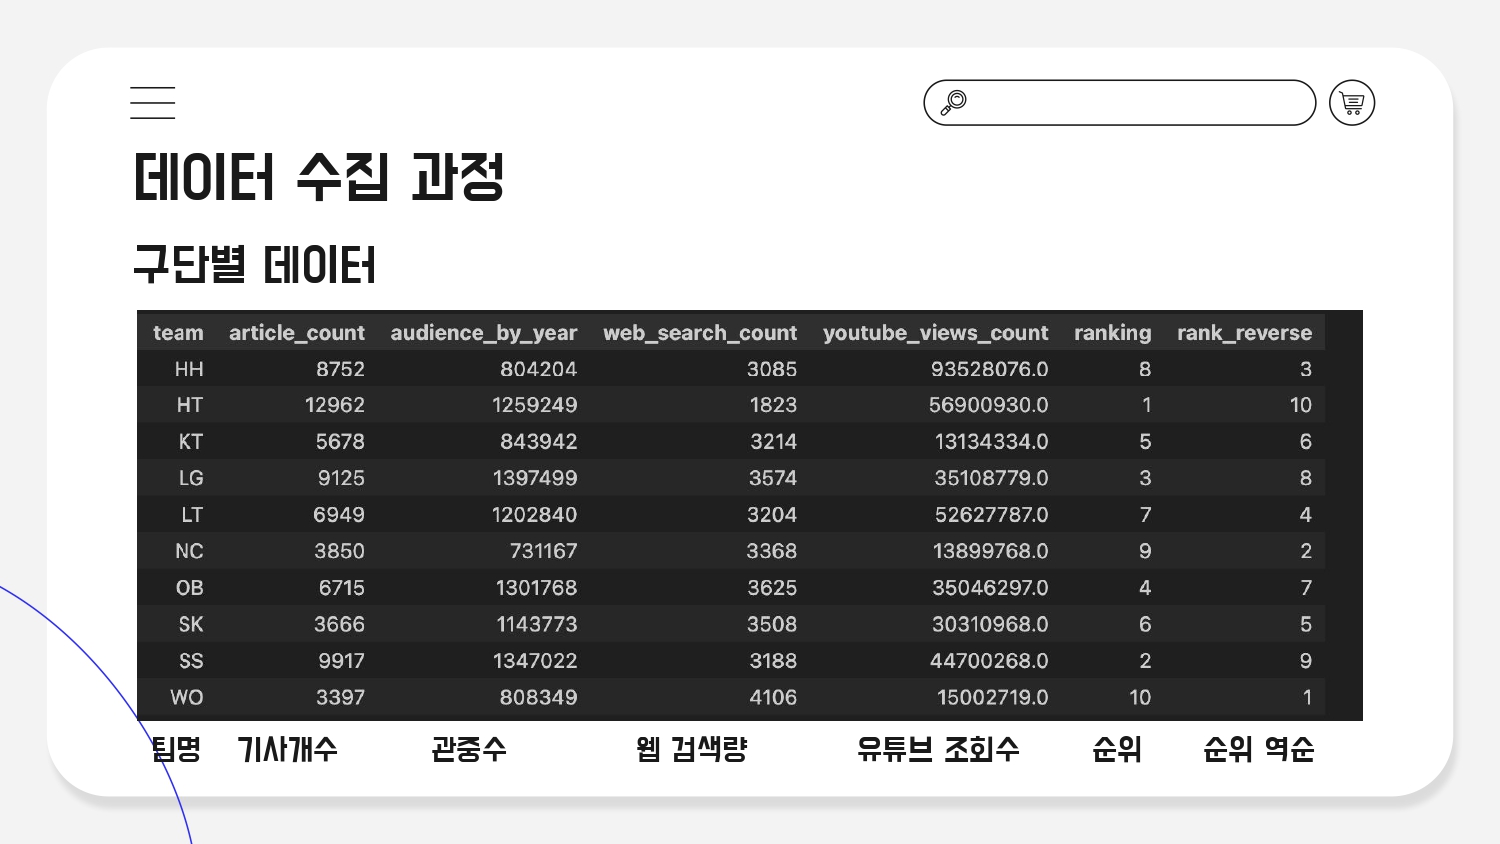 데이터 수집 과정
구단별 데이터
team article_count audience_by_year web_search_count youtube_views_count ranking rank_reverse
HH 8752 804204 3085 93528076.0 8 3
HT 12962 1259249 1823 56900930.0 1 10
KT 5678 843942 3214 13134334.0 5 6
LG 9125 1397499 3574 35108779.0 3 8
LT 6949 1202840 3204 52627787.0 7 4
NC 3850 731167 3368 13899768.0 9 2
OB 6715 1301768 3625 35046297.0 4 7
SK 3666 1143773 3508 30310968.0 6 5
SS 9917 1347022 3188 44700268.0 2 9
WO 3397 808349 4106 15002719.0 10 1
팀명 기사개수 관중수 웹 검색량 유튜브 조회수 순위 순위 역순